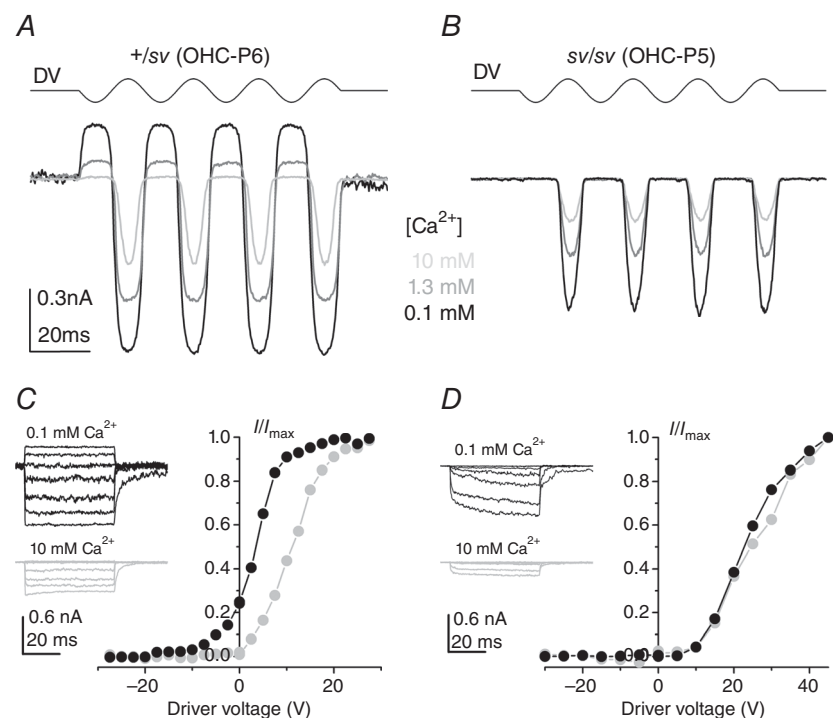 A
+/sv (OHC-P6)
DV
0.3nA
20ms
B
sv/sv (OHC-P5)
DV
[Ca²⁺]
10 mM
1.3 mM
0.1 mM
C
0.1 mM Ca²⁺
10 mM Ca²⁺
0.6 nA
20 ms
I/Imax
1.0
0.8
0.6
0.4
0.2
0.0
−20 0 20
Driver voltage (V)
D
0.1 mM Ca²⁺
10 mM Ca²⁺
0.6 nA
20 ms
I/Imax
1.0
0.8
0.6
0.4
0.2
0.0
−20 0 20 40
Driver voltage (V)